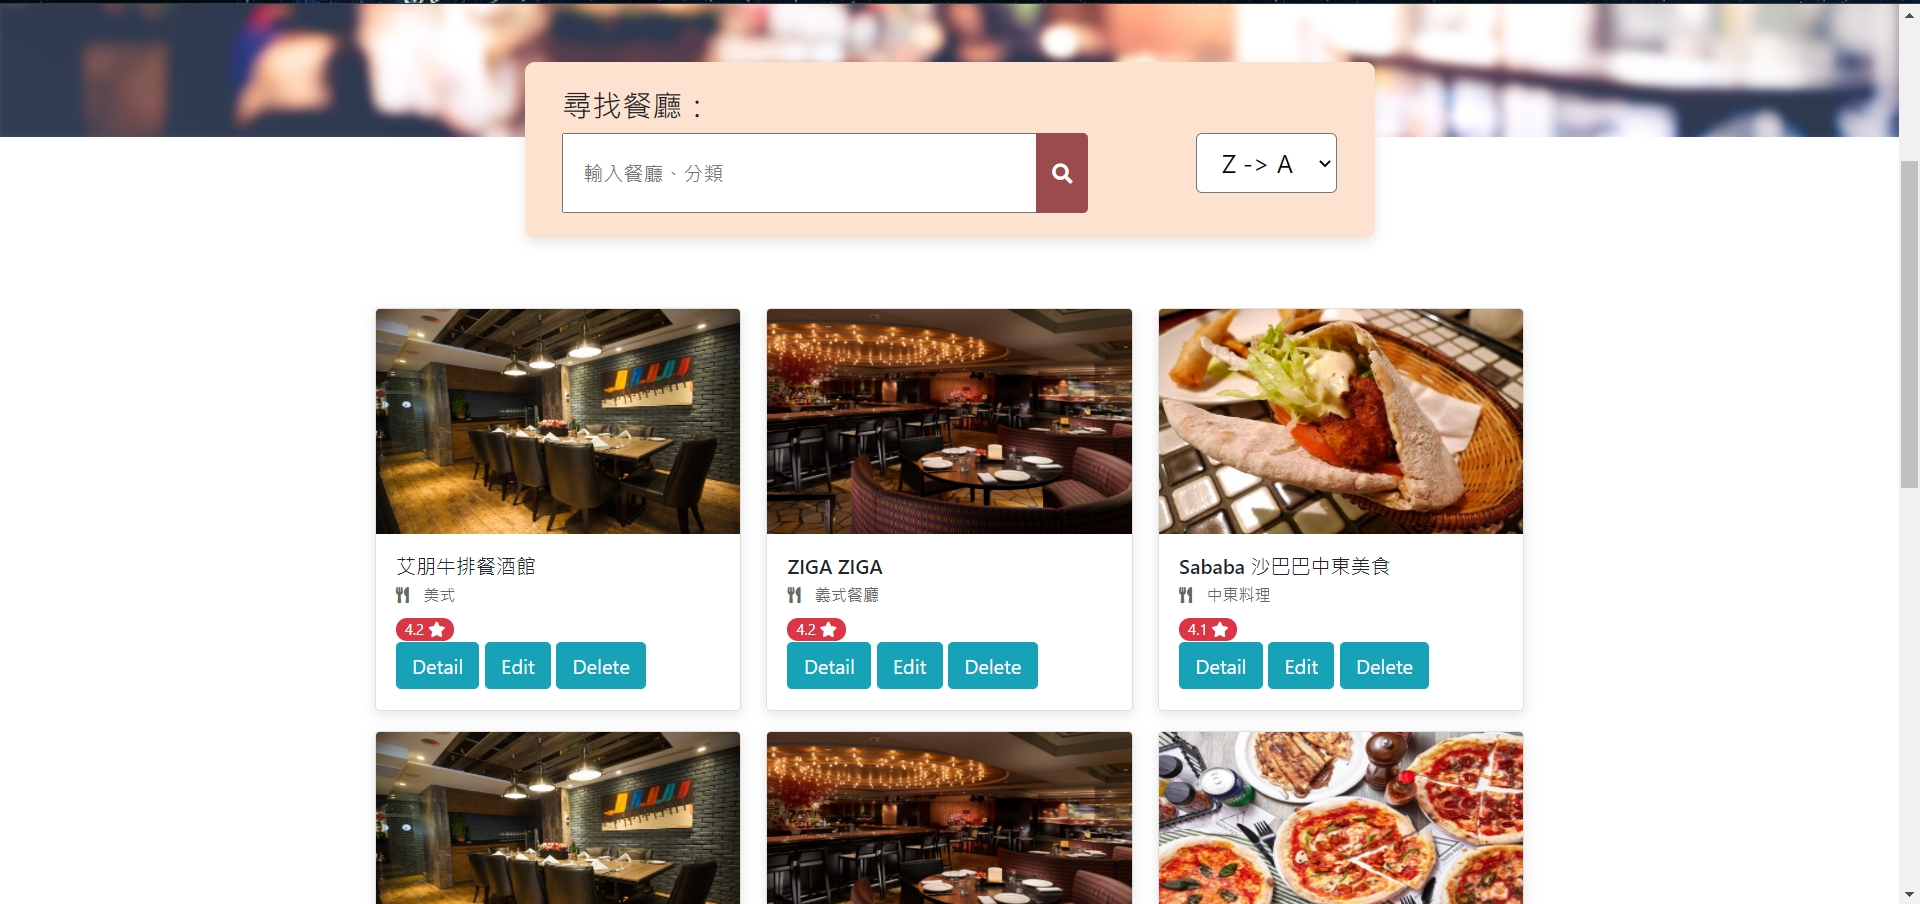 尋找餐廳：
輸入餐廳、分類
Z -> A
艾朋牛排餐酒館
美式
4.2
Detail Edit Delete
ZIGA ZIGA
義式餐廳
4.2
Detail Edit Delete
Sababa 沙巴巴中東美食
中東料理
4.1
Detail Edit Delete